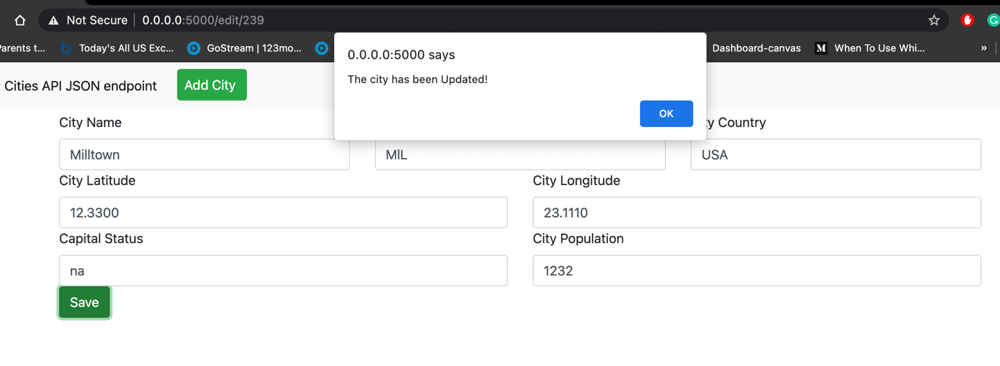 Not Secure 0.0.0.0:5000/edit/239
Parents t... Today's All US Exc... GoStream | 123mo... Dashboard-canvas M When To Use Whi... »
0.0.0.0:5000 says
The city has been Updated!
OK
Cities API JSON endpoint Add City
City Name ty Country
Milltown MIL USA
City Latitude City Longitude
12.3300 23.1110
Capital Status City Population
na 1232
Save